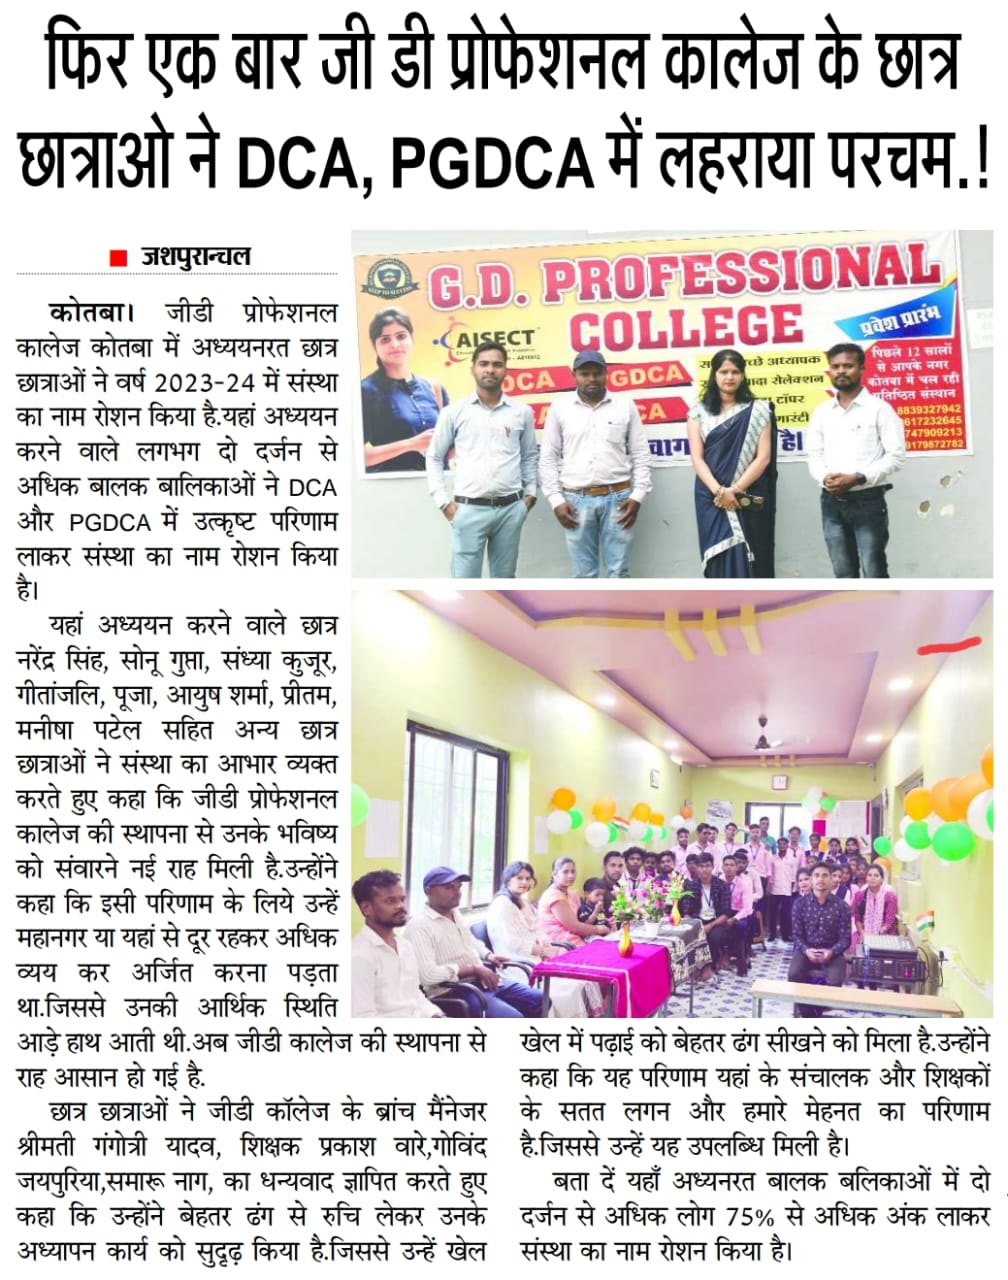 फिर एक बार जी डी प्रोफेशनल कालेज के छात्र
छात्राओ ने DCA, PGDCA में लहराया परचम.!
जशपुरान्चल
कोतबा। जीडी प्रोफेशनल
कालेज कोतबा में अध्ययनरत छात्र
छात्राओं ने वर्ष 2023-24 में संस्था
का नाम रोशन किया है.यहां अध्ययन
करने वाले लगभग दो दर्जन से
अधिक बालक बालिकाओं ने DCA
और PGDCA में उत्कृष्ट परिणाम
लाकर संस्था का नाम रोशन किया
है।
यहां अध्ययन करने वाले छात्र
नरेंद्र सिंह, सोनू गुप्ता, संध्या कुजूर,
गीतांजलि, पूजा, आयुष शर्मा, प्रीतम,
मनीषा पटेल सहित अन्य छात्र
छात्राओं ने संस्था का आभार व्यक्त
करते हुए कहा कि जीडी प्रोफेशनल
कालेज की स्थापना से उनके भविष्य
को संवारने नई राह मिली है.उन्होंने
कहा कि इसी परिणाम के लिये उन्हें
महानगर या यहां से दूर रहकर अधिक
व्यय कर अर्जित करना पड़ता
था.जिससे उनकी आर्थिक स्थिति
आड़े हाथ आती थी.अब जीडी कालेज की स्थापना से
राह आसान हो गई है.
छात्र छात्राओं ने जीडी कॉलेज के ब्रांच मैंनेजर
श्रीमती गंगोत्री यादव, शिक्षक प्रकाश वारे,गोविंद
जयपुरिया,समारू नाग, का धन्यवाद ज्ञापित करते हुए
कहा कि उन्होंने बेहतर ढंग से रुचि लेकर उनके
अध्यापन कार्य को सुदृढ़ किया है.जिससे उन्हें खेल
खेल में पढ़ाई को बेहतर ढंग सीखने को मिला है.उन्होंने
कहा कि यह परिणाम यहां के संचालक और शिक्षकों
के सतत लगन और हमारे मेहनत का परिणाम
है.जिससे उन्हें यह उपलब्धि मिली है।
बता दें यहाँ अध्यनरत बालक बलिकाओं में दो
दर्जन से अधिक लोग 75% से अधिक अंक लाकर
संस्था का नाम रोशन किया है।
G.D. PROFESSIONAL
COLLEGE
AISECT
प्रवेश प्रारंभ
DCA PGDCA
अध्यापक
सेलेक्शन
टॉपर
गारंटी
है।
पिछले 12 सालों
से आपके नगर
कोतबा में चल रही
प्रतिष्ठित संस्थान
8839327942
617232645
747909213
9179872782